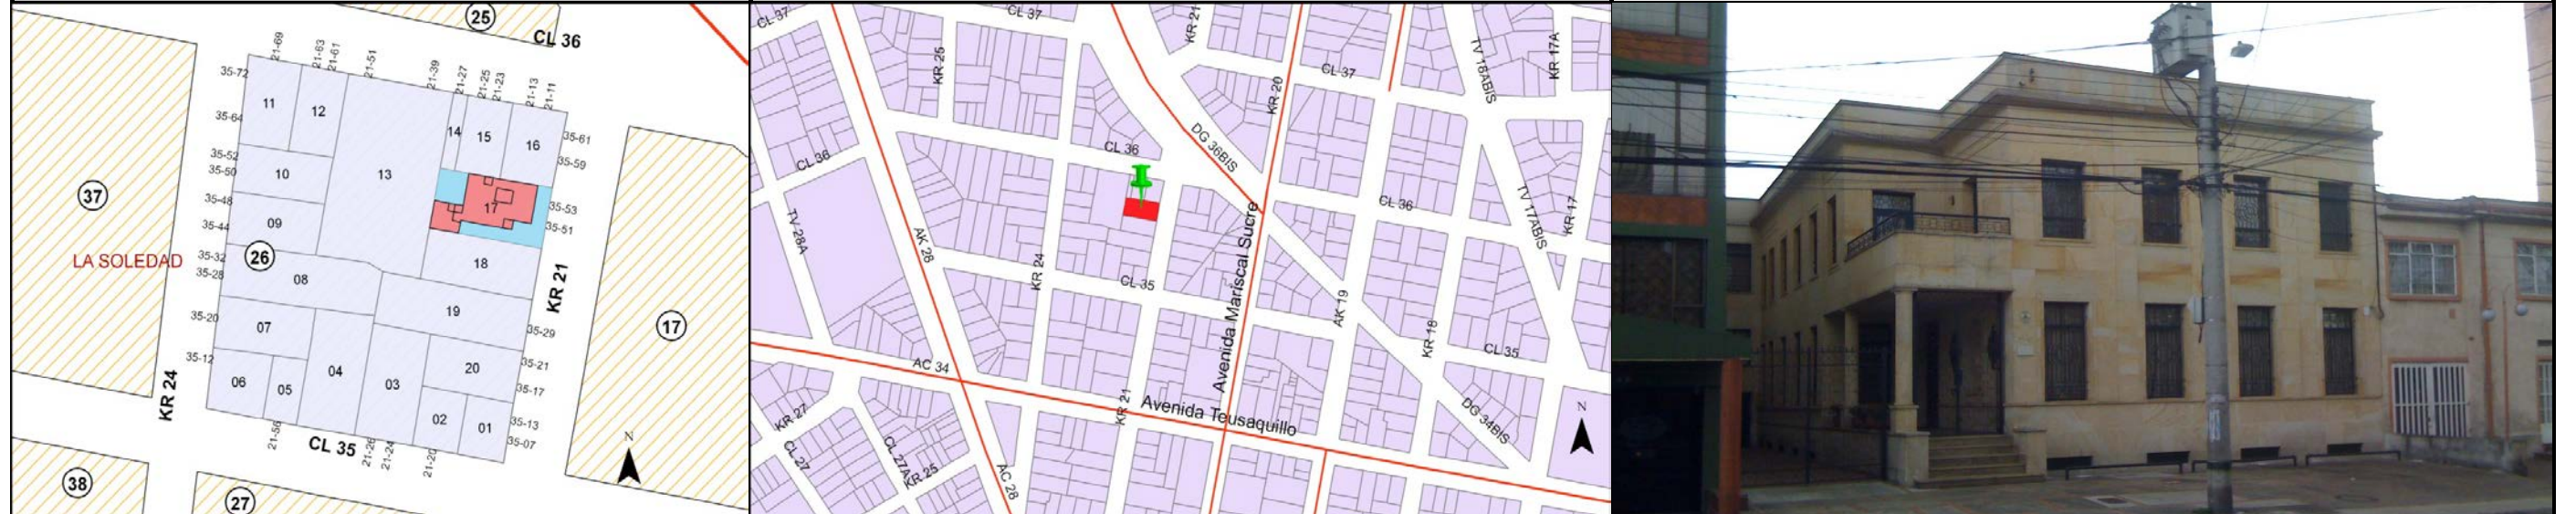 25
CL 36
21-69
21-63
21-61
21-51
21-39
21-27
21-25
21-23
21-13
21-11
35-72
11
12
13
14
15
16
35-61
35-59
35-64
35-52
35-50
10
37
35-48
09
17
35-53
35-51
35-44
26
LA SOLEDAD
35-32
35-28
08
18
KR 21
35-20
19
07
17
35-29
35-12
04
03
20
35-21
35-17
06
05
02
01
35-13
35-07
KR 24
21-56
CL 35
21-26
21-24
21-20
N
38
27
CL 37
CL 37
KR 21
KR 25
CL 37
KR 20
TV 18ABIS
KR 17A
CL 36
CL 36
DG 36BIS
TV 28A
AK 28
KR 24
CL 35
Avenida Mariscal Sucre
CL 36
TV 17ABIS
KR 17
AK 19
KR 18
CL 35
AC 34
KR 21
Avenida Teusaquillo
DG 34BIS
KR 27
CL 27
CL 27A
KR 25
AC 28
N